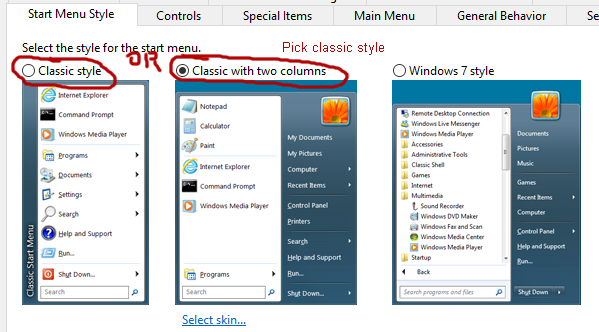 Start Menu Style
Controls
Special Items
Main Menu
General Behavior
Se
Select the style for the start menu.
Pick classic style
Classic style
OR
Classic with two columns
Windows 7 style
Classic Start Menu
Internet Explorer
Command Prompt
Windows Media Player
Programs
Documents
Settings
Search
Help and Support
Run...
Shut Down...
Search
Notepad
Calculator
Paint
Internet Explorer
Command Prompt
Windows Media Player
Programs
Search
My Documents
My Pictures
Computer
Recent Items
Control Panel
Printers
Search
Help and Support
Run...
Shut Down...
Remote Desktop Connection
Windows Live Messenger
Windows Media Player
Accessories
Administrative Tools
Classic Shell
Games
Internet
Multimedia
Sound Recorder
Windows DVD Maker
Windows Fax and Scan
Windows Media Center
Windows Media Player
Startup
Back
Search programs and files
Documents
Pictures
Music
Games
Recent Items
Computer
Control Panel
Help and Support
Run...
Shut Down
Select skin...